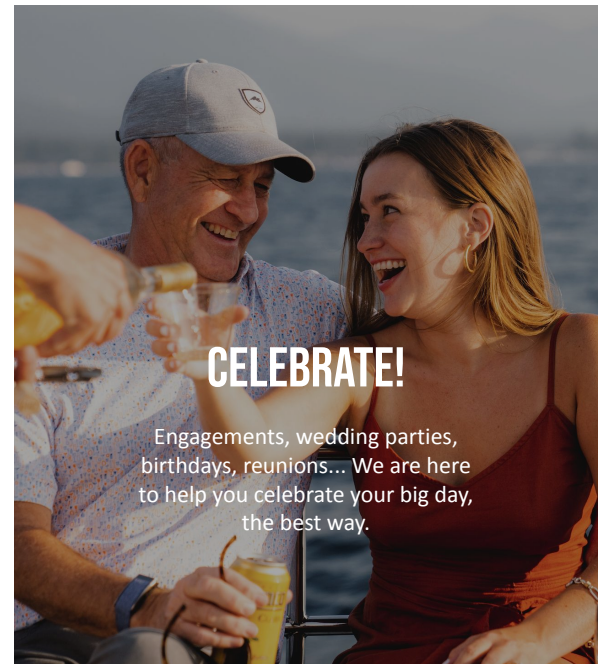 CELEBRATE!
Engagements, wedding parties,
birthdays, reunions... We are here
to help you celebrate your big day,
the best way.